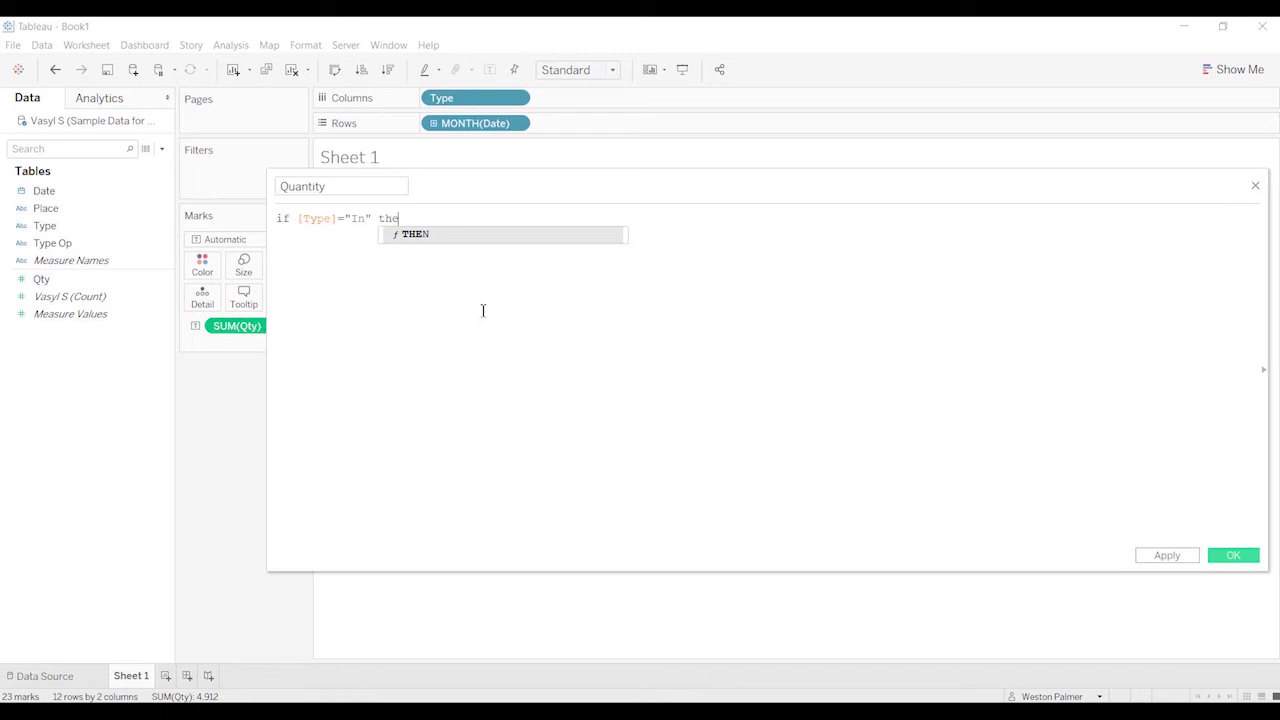 Tableau - Book1
File Data Worksheet Dashboard Story Analysis Map Format Server Window Help
Standard
Show Me
Data Analytics
Pages
Columns Type
Vasyl S (Sample Data for ...
Rows MONTH(Date)
Search
Filters
Sheet 1
Tables
Date
Place
Type
Type Op
Measure Names
Qty
Vasyl S (Count)
Measure Values
Marks
Automatic
Color Size
Detail Tooltip
SUM(Qty)
Quantity
if [Type]="In" the
f THEN
Apply OK
Data Source Sheet 1
23 marks 12 rows by 2 columns SUM(Qty): 4.912 Weston Palmer